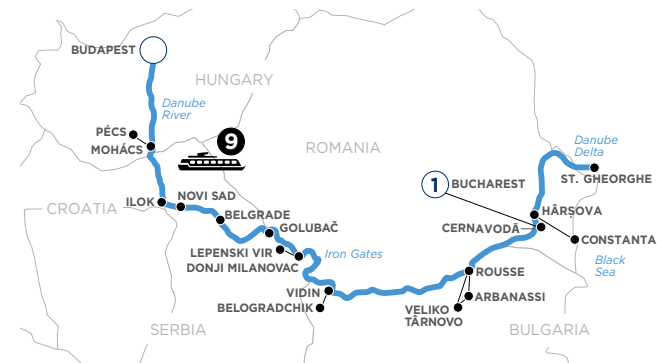 BUDAPEST
HUNGARY
Danube
River
PÉCS
MOHÁCS
9
ROMANIA
Danube
Delta
ST. GHEORGHE
1
BUCHAREST
NOVI SAD
ILOK
CROATIA
BELGRADE
HÂRȘOVA
GOLUBAČ
CERNAVODĂ
CONSTANTA
LEPENSKI VIR
Iron Gates
DONJI MILANOVAC
Black
Sea
ROUSSE
VIDIN
ARBANASSI
BELOGRADCHIK
VELIKO
TÂRNOVO
SERBIA
BULGARIA